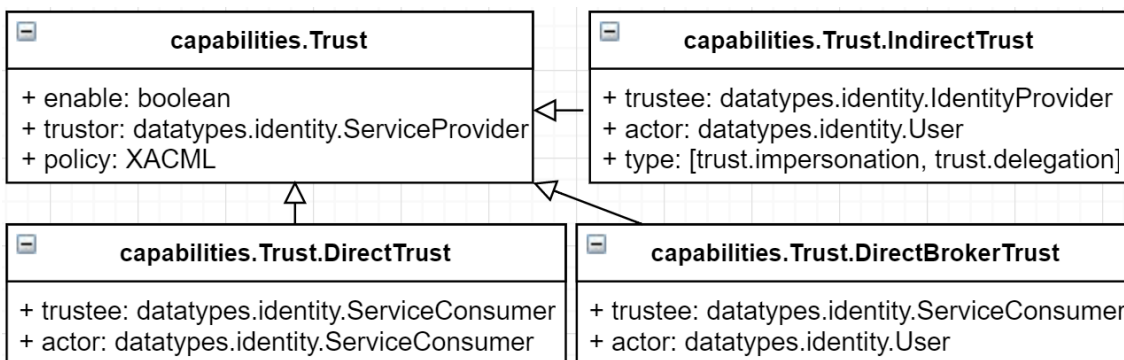 capabilities.Trust
+ enable: boolean
+ trustor: datatypes.identity.ServiceProvider
+ policy: XACML
capabilities.Trust.IndirectTrust
+ trustee: datatypes.identity.IdentityProvider
+ actor: datatypes.identity.User
+ type: [trust.impersonation, trust.delegation]
capabilities.Trust.DirectTrust
+ trustee: datatypes.identity.ServiceConsumer
+ actor: datatypes.identity.ServiceConsumer
capabilities.Trust.DirectBrokerTrust
+ trustee: datatypes.identity.ServiceConsumer
+ actor: datatypes.identity.User